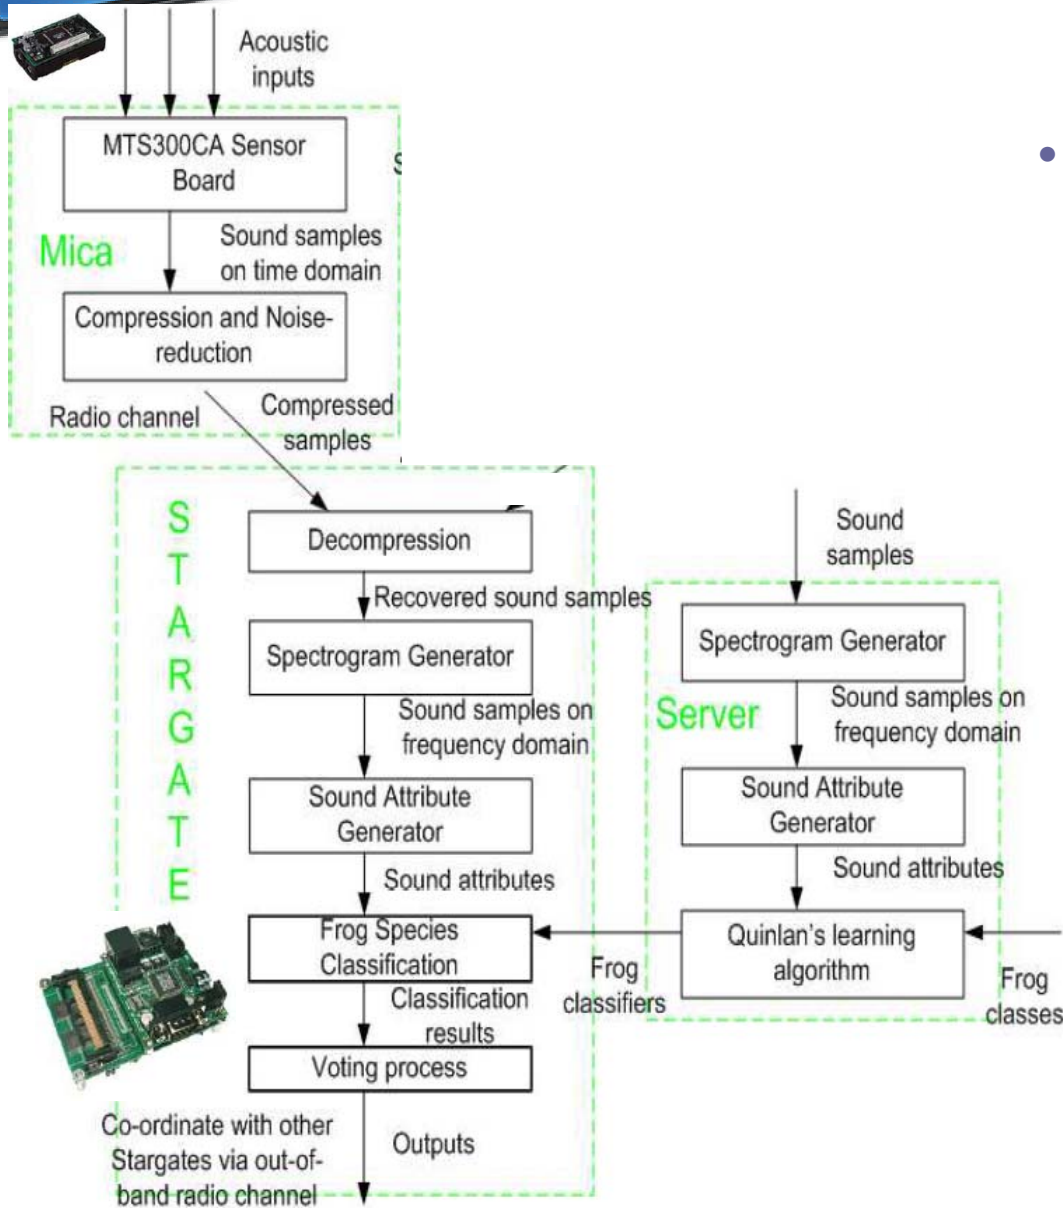 Acoustic
inputs
MTS300CA Sensor
Board
Mica
Sound samples
on time domain
Compression and Noise-
reduction
Radio channel
Compressed
samples
STARGATE
Decompression
Recovered sound samples
Spectrogram Generator
Sound samples on
frequency domain
Sound Attribute
Generator
Sound attributes
Frog Species
Classification
Classification
results
Voting process
Co-ordinate with other
Stargates via out-of-
band radio channel
Outputs
Sound
samples
Server
Spectrogram Generator
Sound samples on
frequency domain
Sound Attribute
Generator
Sound attributes
Quinlan's learning
algorithm
Frog
classifiers
Frog
classes